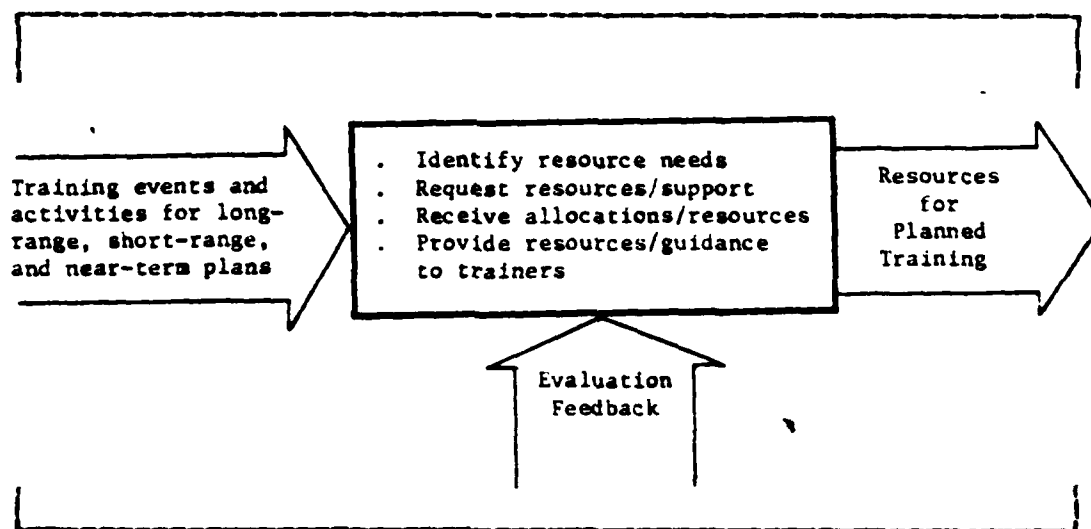 Training events and
activities for long-
range, short-range,
and near-term plans
. Identify resource needs
. Request resources/support
. Receive allocations/resources
. Provide resources/guidance
to trainers
Resources
for
Planned
Training
Evaluation
Feedback